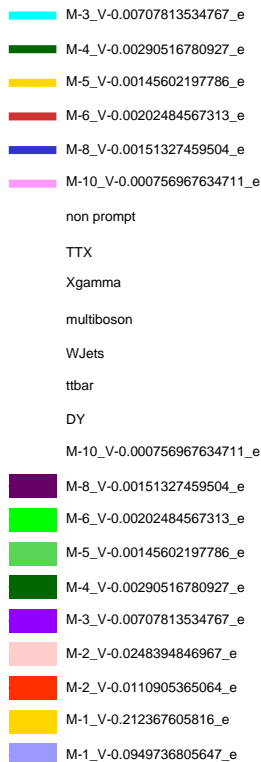 M-3_V-0.00707813534767_e
M-4_V-0.00290516780927_e
M-5_V-0.00145602197786_e
M-6_V-0.00202484567313_e
M-8_V-0.00151327459504_e
M-10_V-0.000756967634711_e
non prompt
TTX
Xgamma
multiboson
WJets
ttbar
DY
M-10_V-0.000756967634711_e
M-8_V-0.00151327459504_e
M-6_V-0.00202484567313_e
M-5_V-0.00145602197786_e
M-4_V-0.00290516780927_e
M-3_V-0.00707813534767_e
M-2_V-0.0248394846967_e
M-2_V-0.0110905365064_e
M-1_V-0.212367605816_e
M-1_V-0.0949736805647_e